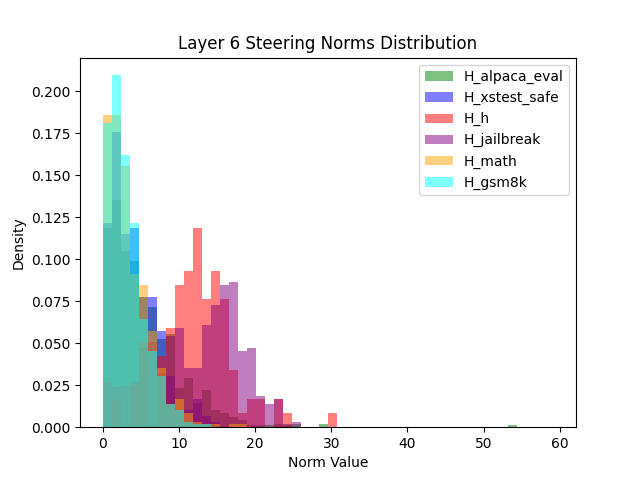 Layer 6 Steering Norms Distribution
H_alpaca_eval
H_xstest_safe
H_h
H_jailbreak
H_math
H_gsm8k
Density
0.200
0.175
0.150
0.125
0.100
0.075
0.050
0.025
0.000
0 10 20 30 40 50 60
Norm Value